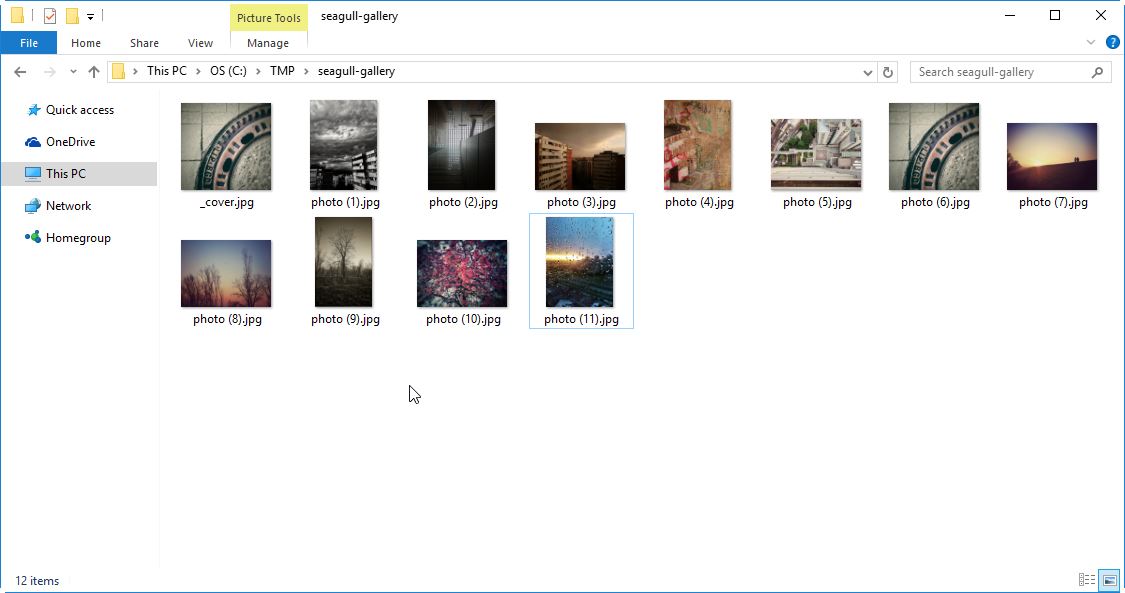 Picture Tools
seagull-gallery
File
Home
Share
View
Manage
?
This PC
OS (C:)
TMP
seagull-gallery
Search seagull-gallery
Quick access
OneDrive
This PC
Network
Homegroup
_cover.jpg
photo (1).jpg
photo (2).jpg
photo (3).jpg
photo (4).jpg
photo (5).jpg
photo (6).jpg
photo (7).jpg
photo (8).jpg
photo (9).jpg
photo (10).jpg
photo (11).jpg
12 items